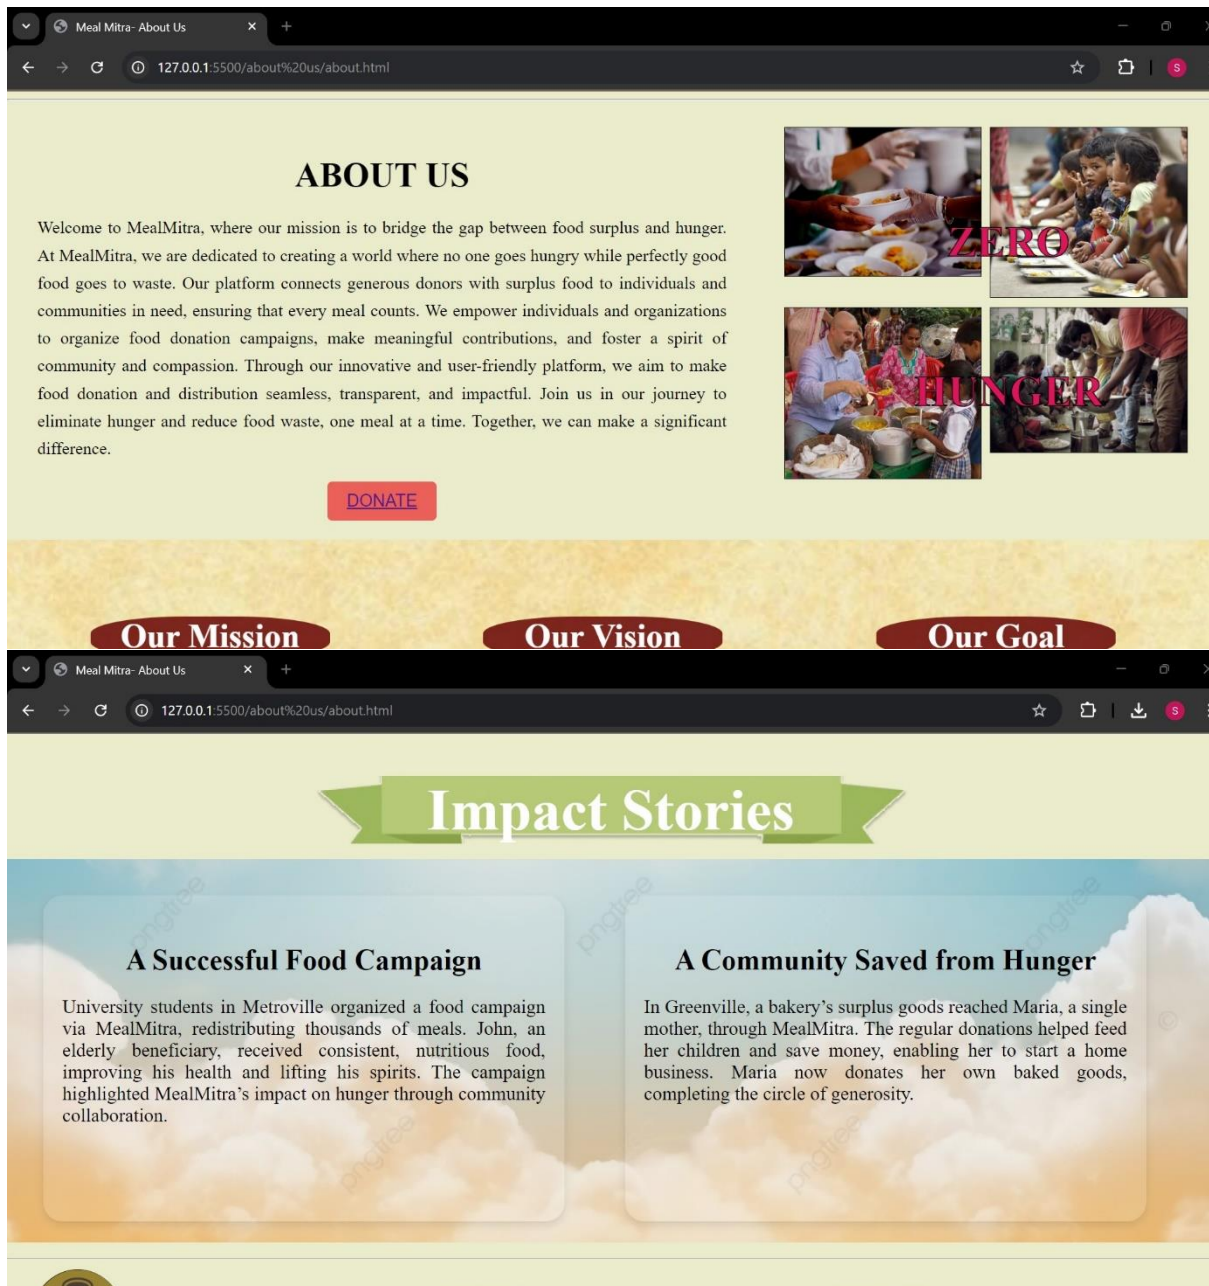 Meal Mitra- About Us
127.0.0.1:5500/about%20us/about.html
S
ABOUT US
Welcome to MealMitra, where our mission is to bridge the gap between food surplus and hunger.
At MealMitra, we are dedicated to creating a world where no one goes hungry while perfectly good
food goes to waste. Our platform connects generous donors with surplus food to individuals and
communities in need, ensuring that every meal counts. We empower individuals and organizations
to organize food donation campaigns, make meaningful contributions, and foster a spirit of
community and compassion. Through our innovative and user-friendly platform, we aim to make
food donation and distribution seamless, transparent, and impactful. Join us in our journey to
eliminate hunger and reduce food waste, one meal at a time. Together, we can make a significant
difference.
DONATE
ZERO
HUNGER
Our Mission
Our Vision
Our Goal
Meal Mitra- About Us
127.0.0.1:5500/about%20us/about.html
S
Impact Stories
A Successful Food Campaign
University students in Metroville organized a food campaign
via MealMitra, redistributing thousands of meals. John, an
elderly beneficiary, received consistent, nutritious food,
improving his health and lifting his spirits. The campaign
highlighted MealMitra’s impact on hunger through community
collaboration.
A Community Saved from Hunger
In Greenville, a bakery’s surplus goods reached Maria, a single
mother, through MealMitra. The regular donations helped feed
her children and save money, enabling her to start a home
business. Maria now donates her own baked goods,
completing the circle of generosity.
pngtree
pngtree
pngtree
pngtree
pngtree